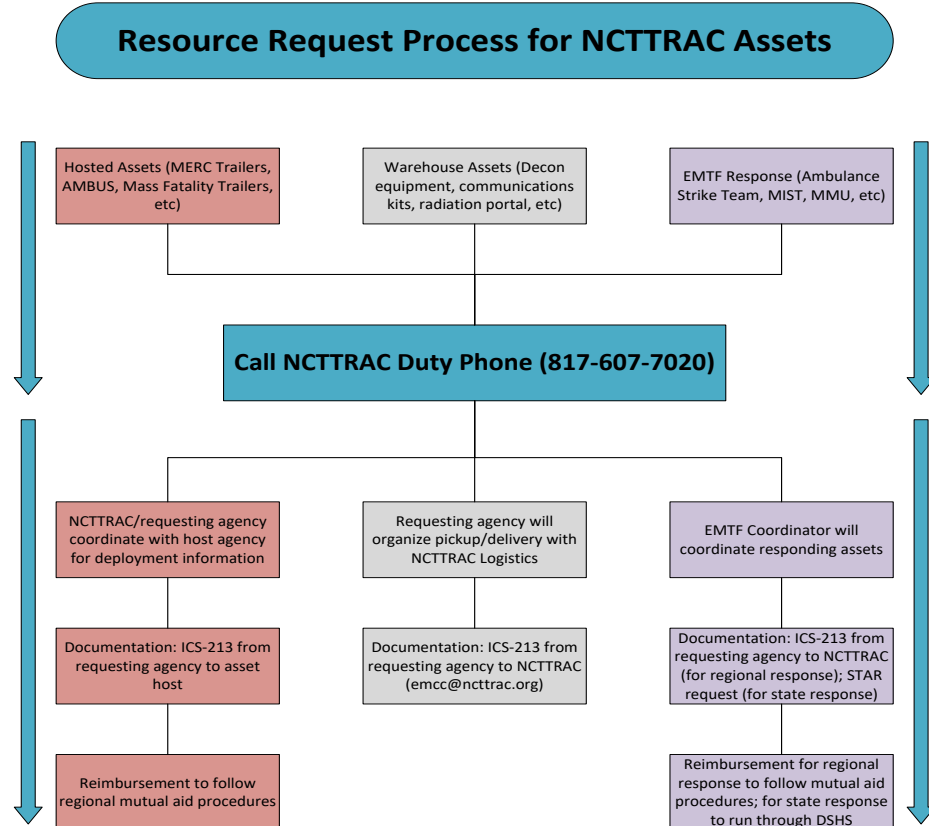 Resource Request Process for NCTTRAC Assets
Hosted Assets (MERC Trailers,
AMBUS, Mass Fatality Trailers,
etc)
Warehouse Assets (Decon
equipment, communications
kits, radiation portal, etc)
EMTF Response (Ambulance
Strike Team, MIST, MMU, etc)
Call NCTTRAC Duty Phone (817-607-7020)
NCTTRAC/requesting agency
coordinate with host agency
for deployment information
Requesting agency will
organize pickup/delivery with
NCTTRAC Logistics
EMTF Coordinator will
coordinate responding assets
Documentation: ICS-213 from
requesting agency to asset
host
Documentation: ICS-213 from
requesting agency to NCTTRAC
(emcc@ncttrac.org)
Documentation: ICS-213 from
requesting agency to NCTTRAC
(for regional response); STAR
request (for state response)
Reimbursement to follow
regional mutual aid procedures
Reimbursement for regional
response to follow mutual aid
procedures; for state response
to run through DSHS